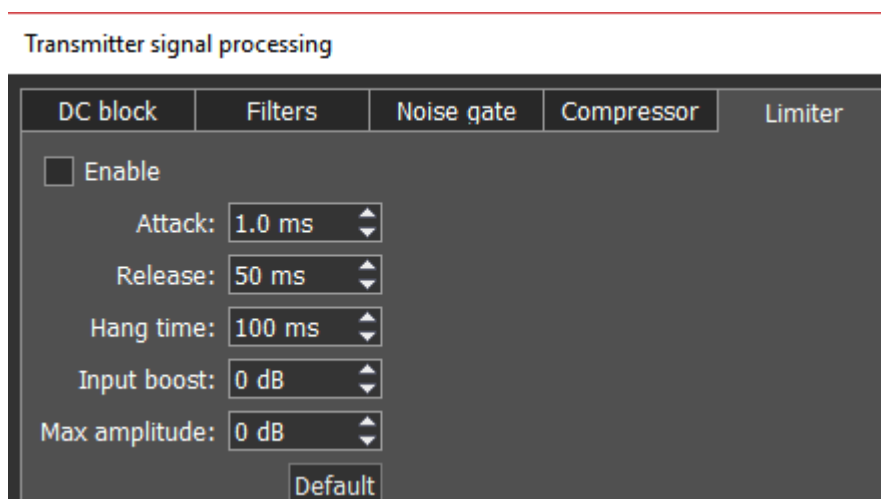 Transmitter signal processing
DC block Filters Noise gate Compressor Limiter
Enable
Attack: 1.0 ms
Release: 50 ms
Hang time: 100 ms
Input boost: 0 dB
Max amplitude: 0 dB
Default